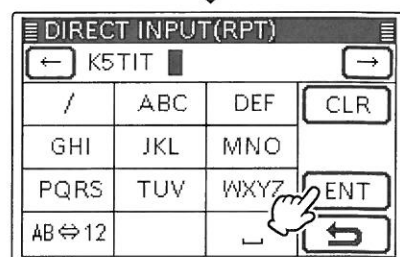 DIRECT INPUT(RPT)
← K5TIT →
/ ABC DEF CLR
GHI JKL MNO
PQRS TUV WXYZ ENT
AB⇔12 ␣ ⮌